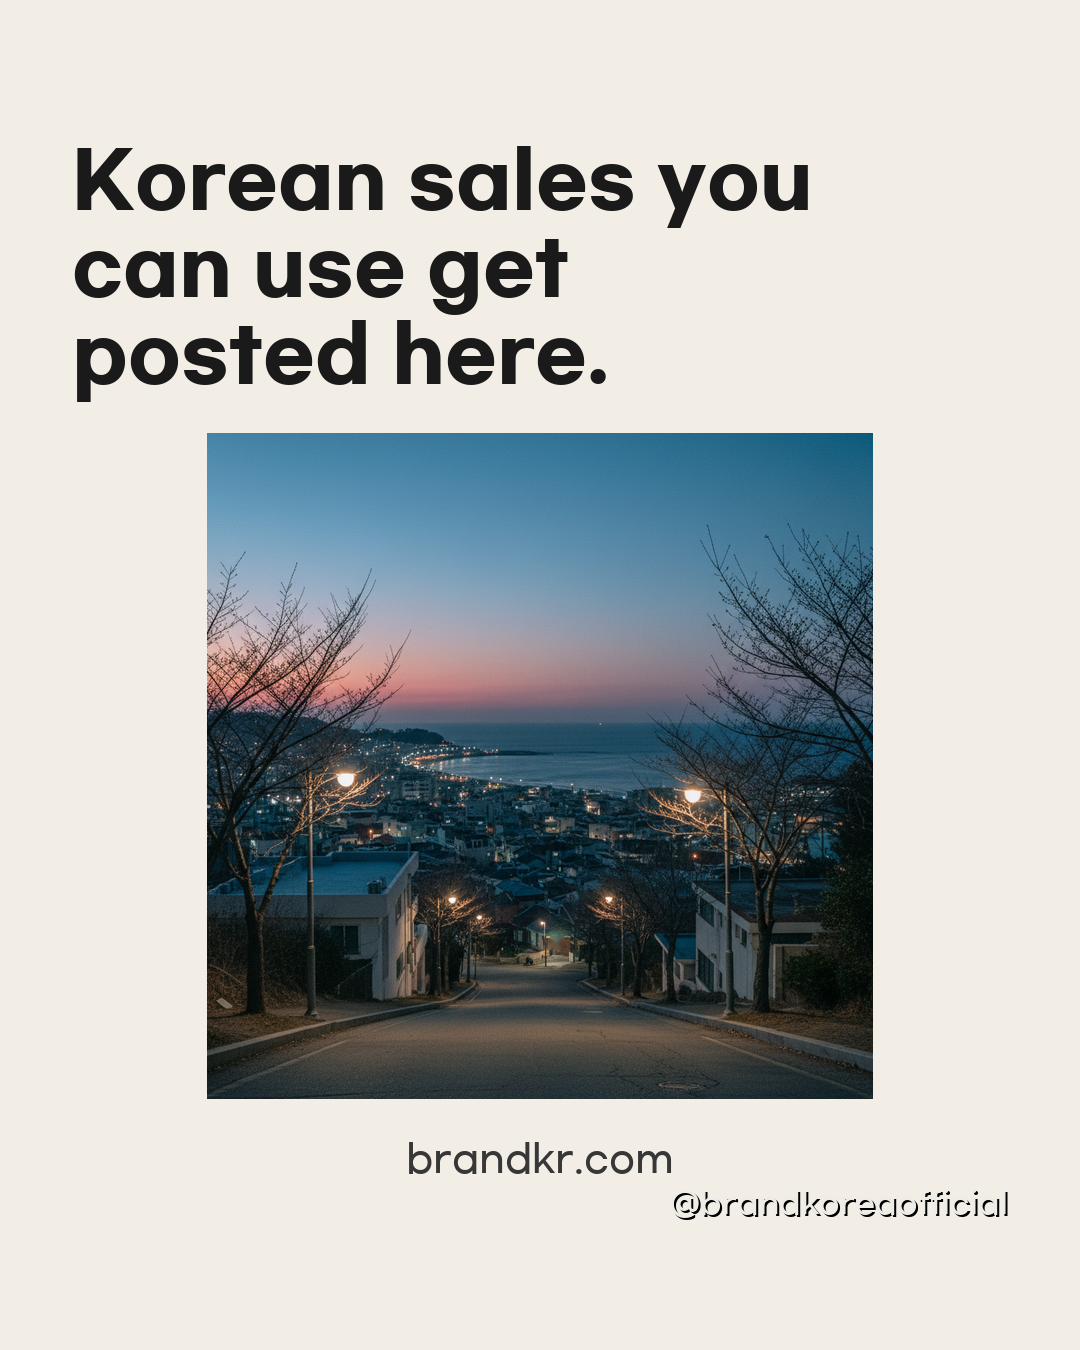 Korean sales you
can use get
posted here.
brandkr.com
@brandkoreaofficial